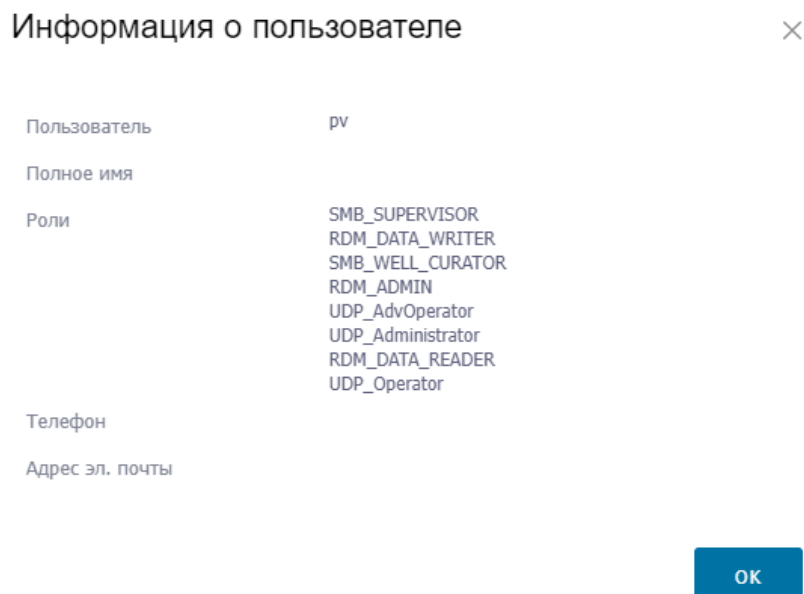 Информация о пользователе
Пользователь pv
Полное имя
Роли SMB_SUPERVISOR
RDM_DATA_WRITER
SMB_WELL_CURATOR
RDM_ADMIN
UDP_AdvOperator
UDP_Administrator
RDM_DATA_READER
UDP_Operator
Телефон
Адрес эл. почты
ОК